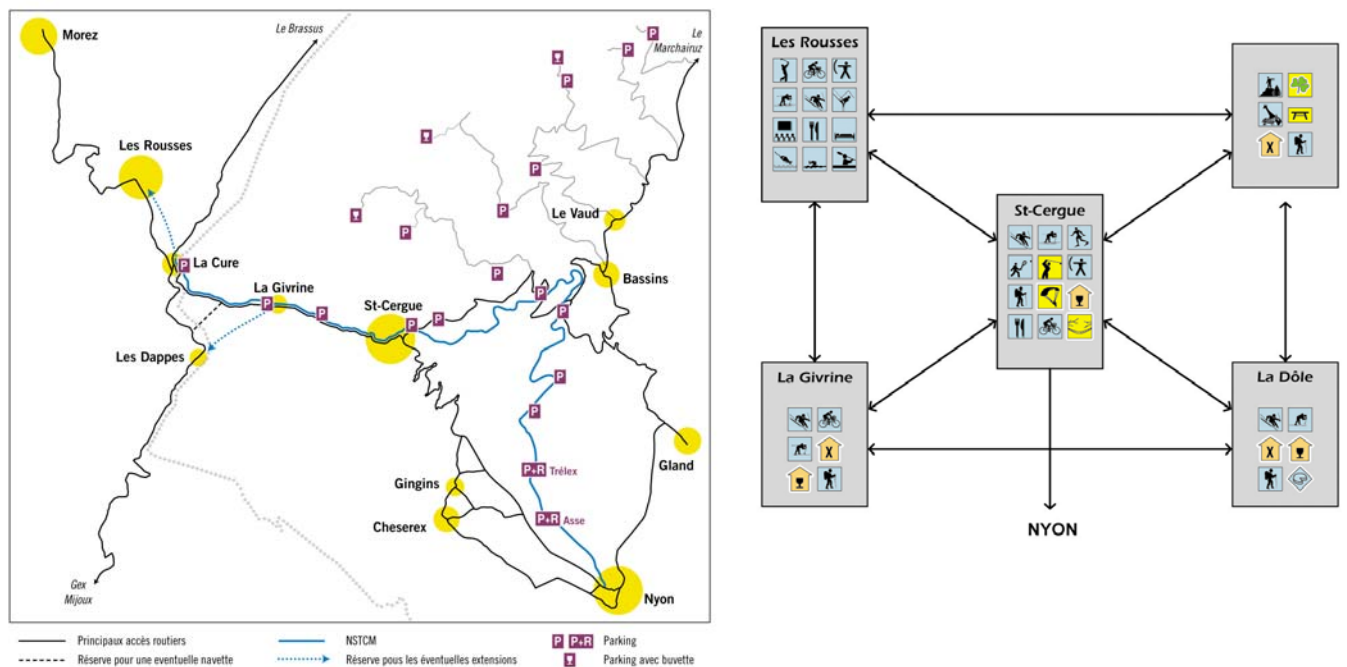 Morez
Le Brassus
Le
Marchairuz
Les Rousses
P
P
P
P
P
Le Vaud
P
P
La Cure
P
La Givrine
P
P
St-Cergue
P
P
P
P
P
Bassins
Les Dappes
P
P
Gland
P+R Trélex
Gingins
P+R Asse
Cheserex
Gex
Mijoux
Nyon
Principaux accès routiers
NSTCM
P P+R Parking
Réserve pour une eventuelle navette
Réserve pous les éventuelles extensions
Parking avec buvette
Les Rousses
X
St-Cergue
La Givrine
X
La Dôle
X
NYON